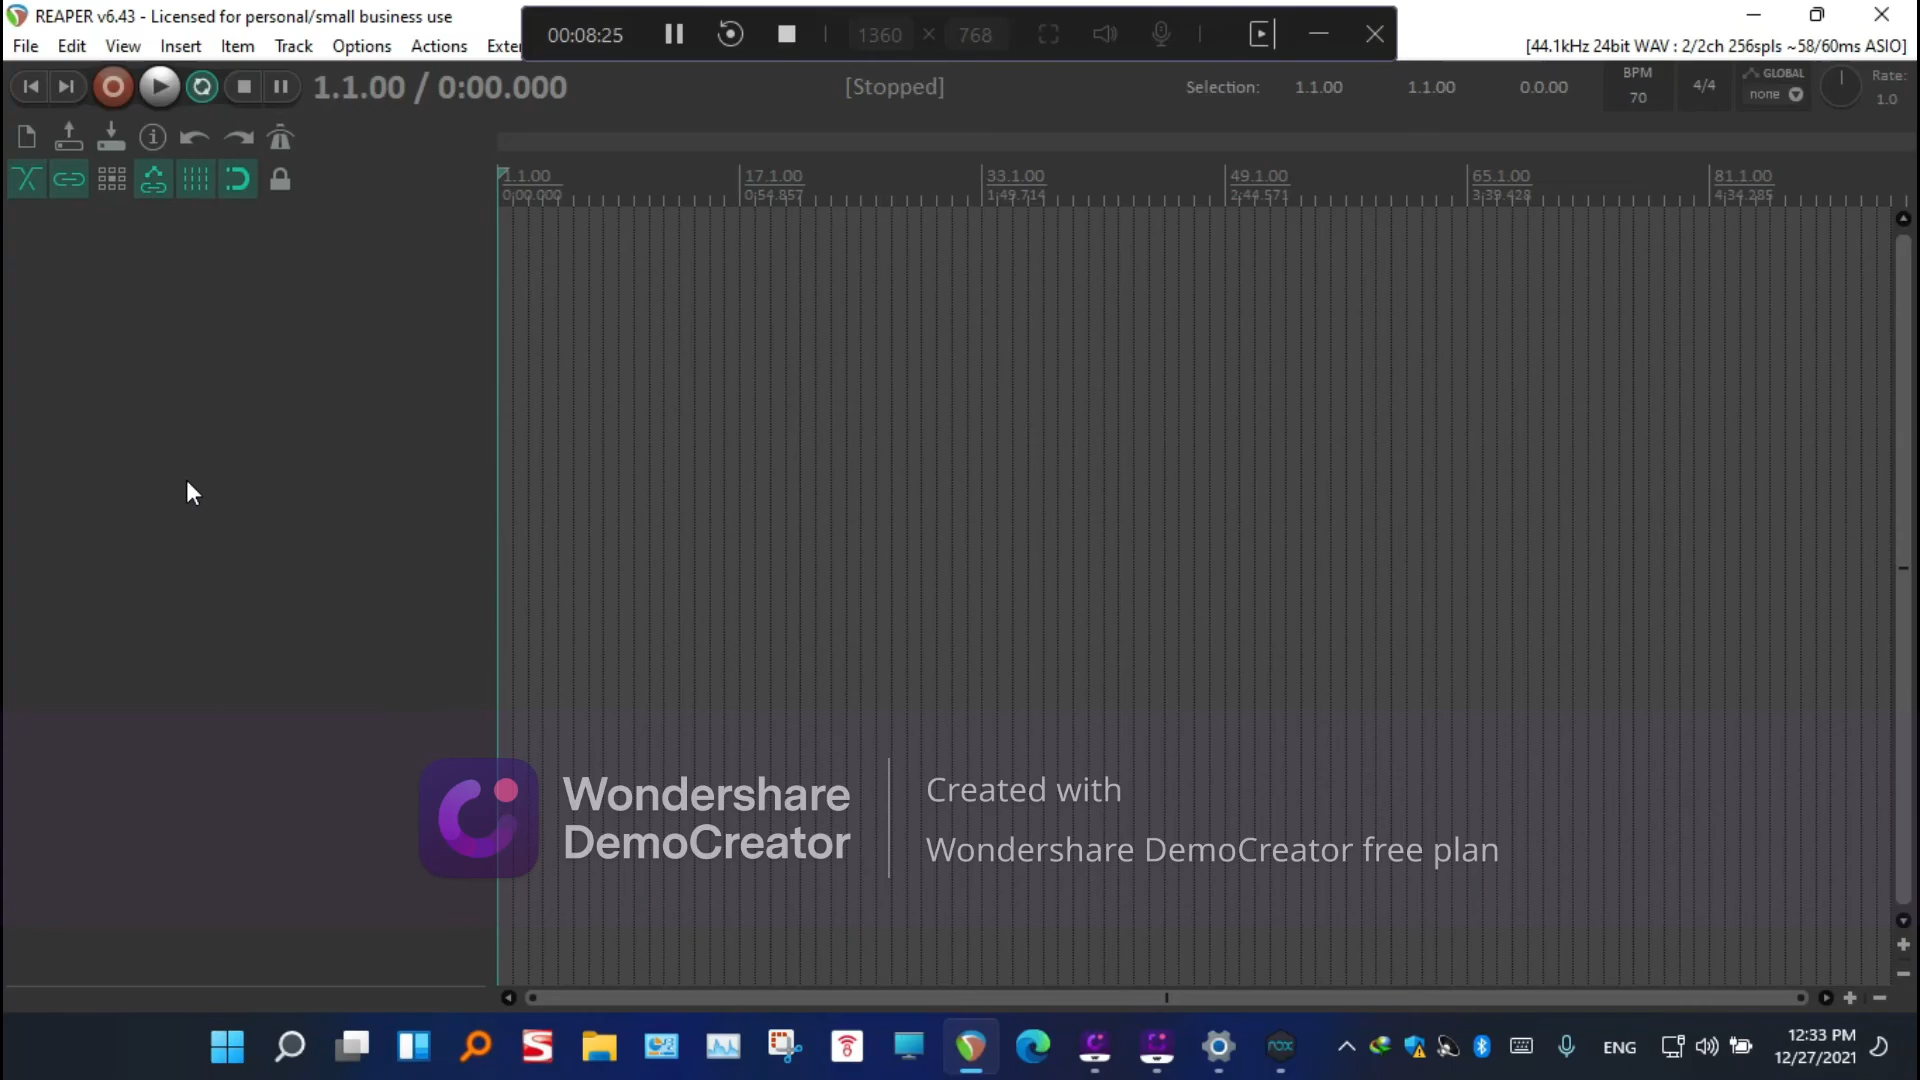 REAPER v6.43 - Licensed for personal/small business use
00:08:25
1360 × 768
File Edit View Insert Item Track Options Actions Exter
[44.1kHz 24bit WAV : 2/2ch 256spls ~58/60ms ASIO]
1.1.00 / 0:00.000
[Stopped]
Selection: 1.1.00 1.1.00 0.0.00
BPM
70
4/4
GLOBAL
none
Rate:
1.0
1.1.00 17.1.00 33.1.00 49.1.00 65.1.00 81.1.00
0:00.000 0:54.857 1:49.714 2:44.571 3:39.428 4:34.285
Wondershare
DemoCreator
Created with
Wondershare DemoCreator free plan
S
nox
ENG
12:33 PM
12/27/2021